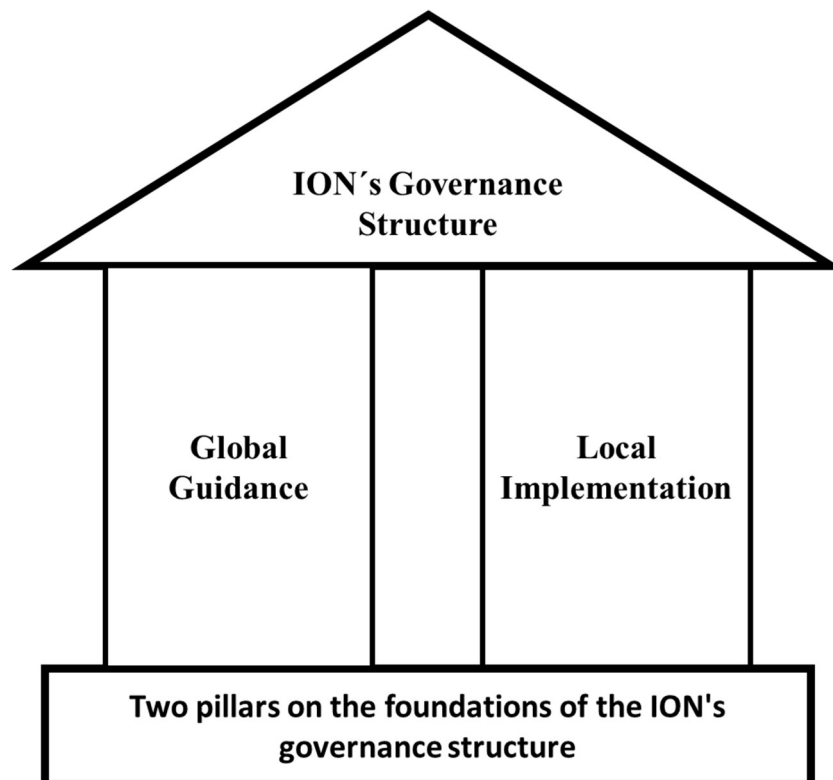 ION´s Governance
Structure
Global
Guidance
Local
Implementation
Two pillars on the foundations of the ION's
governance structure